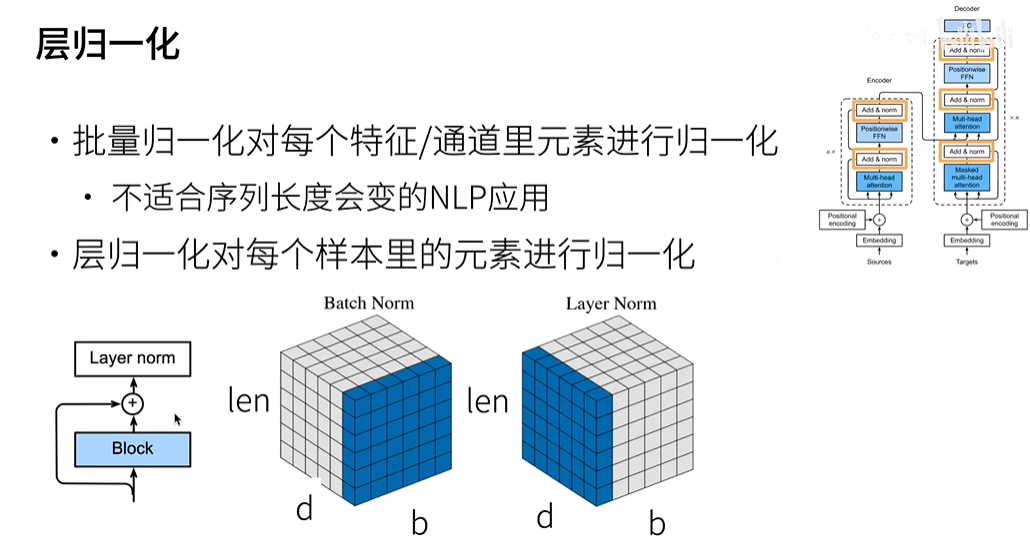 层归一化
• 批量归一化对每个特征/通道里元素进行归一化
• 不适合序列长度会变的NLP应用
• 层归一化对每个样本里的元素进行归一化
Decoder
Add & norm
Positionwise
FFN
Add & norm
Multi-head
attention
Add & norm
Masked
multi-head
attention
× n
Positional
encoding
+
Embedding
Targets
Encoder
Add & norm
Positionwise
FFN
Add & norm
Multi-head
attention
n ×
Positional
encoding
+
Embedding
Sources
Layer norm
+
Block
Batch Norm
len
d
b
Layer Norm
len
d
b